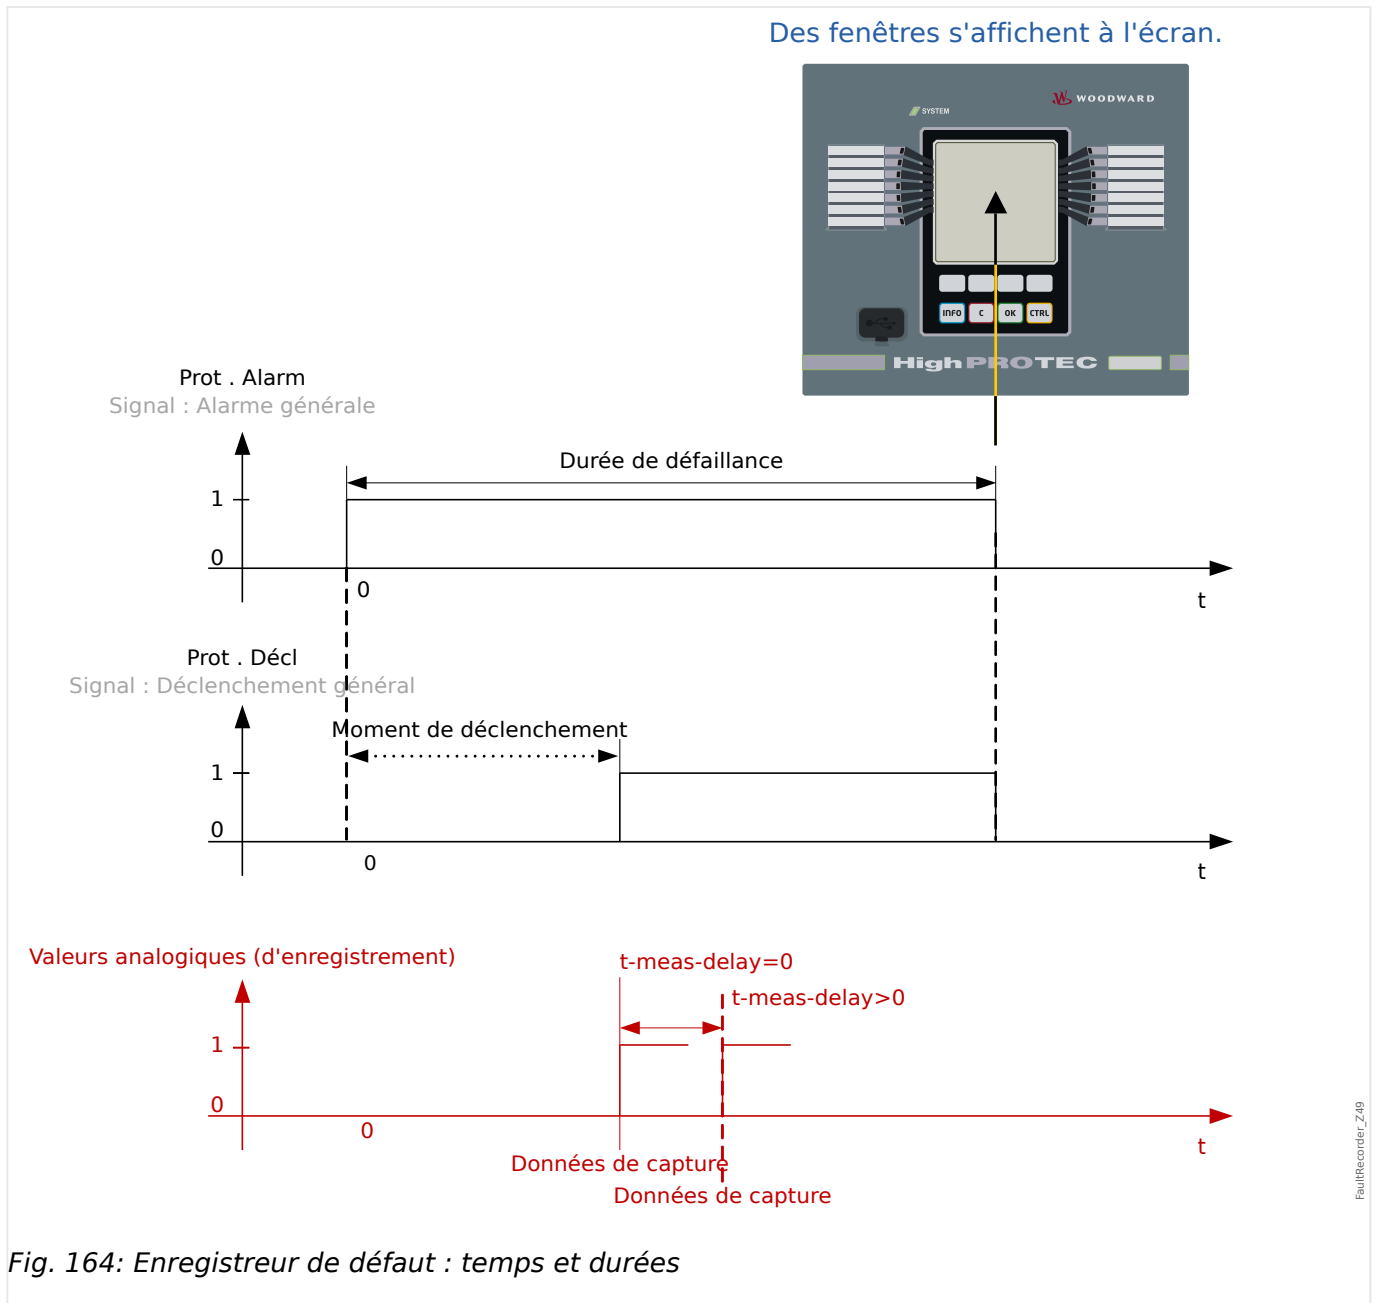 Des fenêtres s'affichent à l'écran.
WOODWARD
SYSTEM
INFO C OK CTRL
HighPROTEC
Prot . Alarm
Signal : Alarme générale
Durée de défaillance
1
0
0
t
Prot . Décl
Signal : Déclenchement général
Moment de déclenchement
1
0
0
t
Valeurs analogiques (d'enregistrement)
t-meas-delay=0
t-meas-delay>0
1
0
0
t
Données de capture
Données de capture
FaultRecorder_Z49
Fig. 164: Enregistreur de défaut : temps et durées